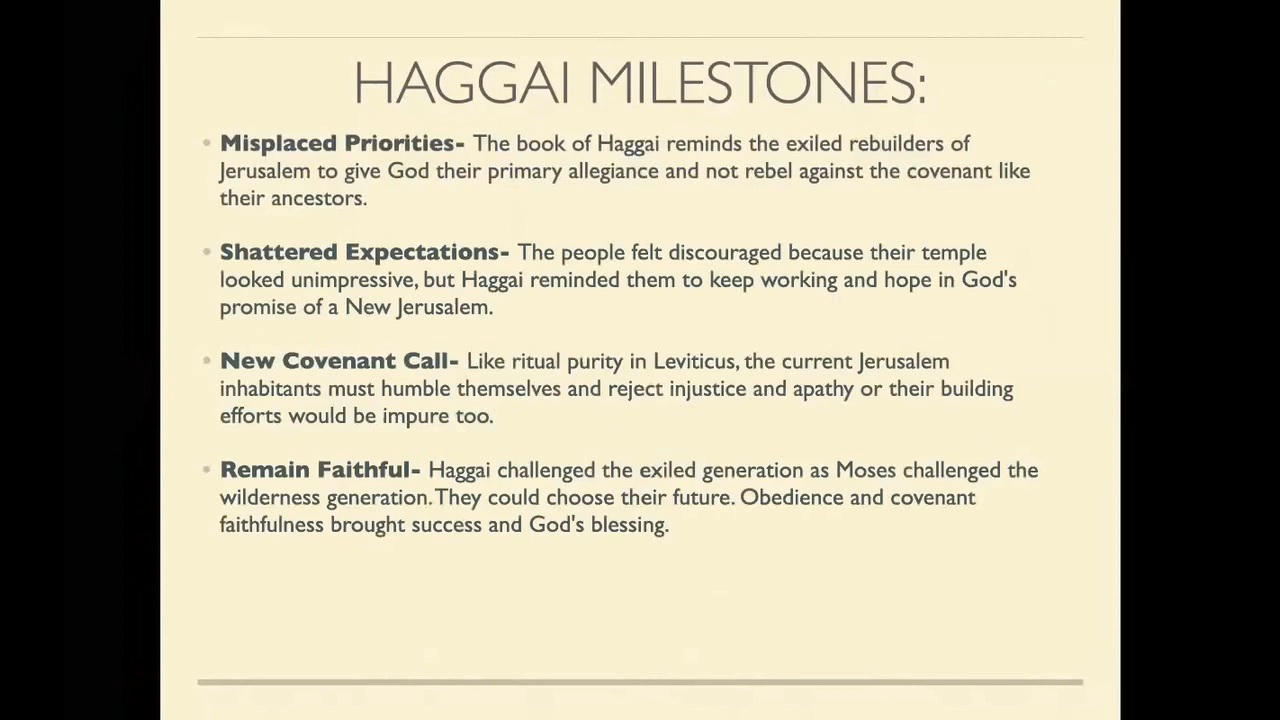 HAGGAI MILESTONES:
• Misplaced Priorities- The book of Haggai reminds the exiled rebuilders of
Jerusalem to give God their primary allegiance and not rebel against the covenant like
their ancestors.
• Shattered Expectations- The people felt discouraged because their temple
looked unimpressive, but Haggai reminded them to keep working and hope in God's
promise of a New Jerusalem.
• New Covenant Call- Like ritual purity in Leviticus, the current Jerusalem
inhabitants must humble themselves and reject injustice and apathy or their building
efforts would be impure too.
• Remain Faithful- Haggai challenged the exiled generation as Moses challenged the
wilderness generation. They could choose their future. Obedience and covenant
faithfulness brought success and God's blessing.